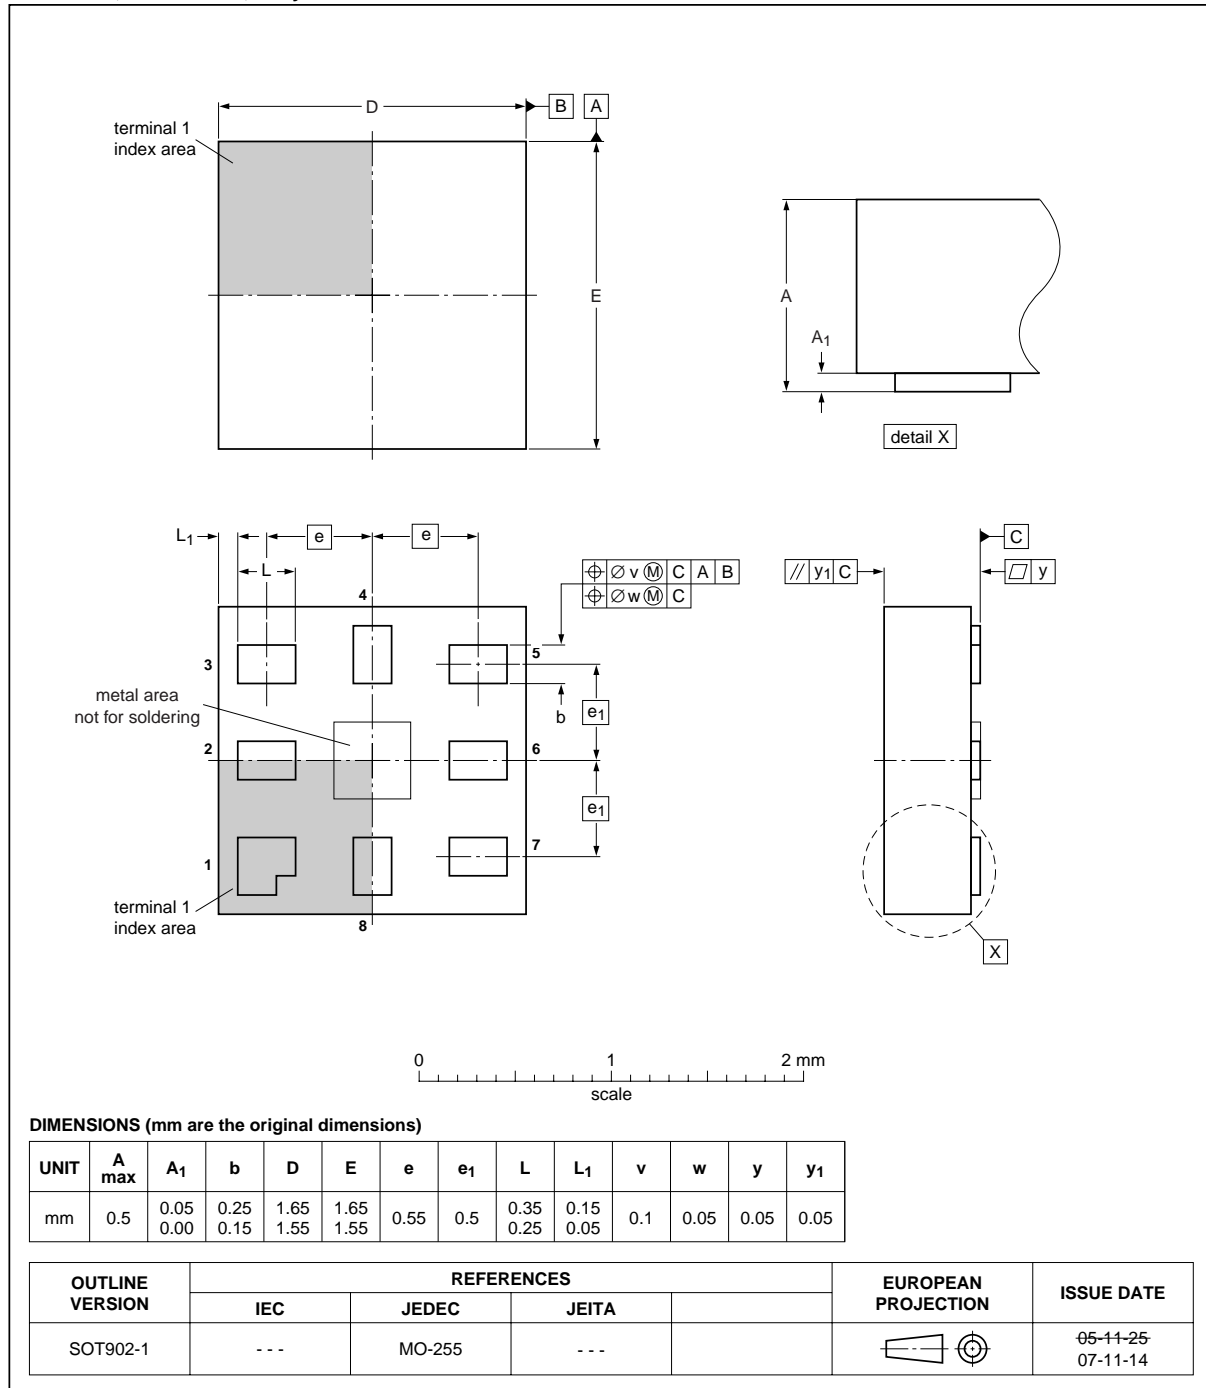 D
B
A
terminal 1
index area
E
A
A1
detail X
L1
e
e
L
4
⌖ ∅ v Ⓜ C A B
⌖ ∅ w Ⓜ C
// y1 C
C
⏥ y
3
5
metal area
not for soldering
b
e1
2
6
e1
1
7
terminal 1
index area
8
X
0 1 2 mm
scale
DIMENSIONS (mm are the original dimensions)
UNIT A max A1 b D E e e1 L L1 v w y y1
mm 0.5 0.05 0.00 0.25 0.15 1.65 1.55 1.65 1.55 0.55 0.5 0.35 0.25 0.15 0.05 0.1 0.05 0.05 0.05
OUTLINE VERSION
REFERENCES
IEC JEDEC JEITA
EUROPEAN PROJECTION
ISSUE DATE
SOT902-1 - - - MO-255 - - -
05-11-25
07-11-14